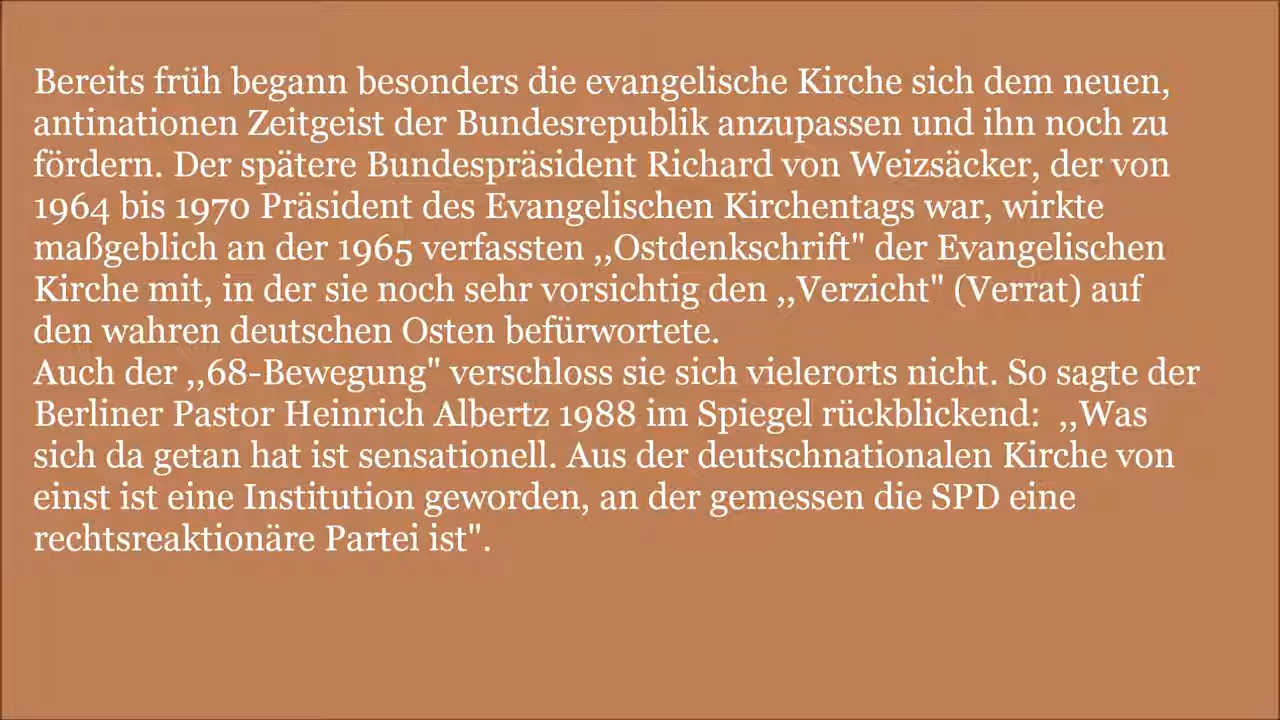 Bereits früh begann besonders die evangelische Kirche sich dem neuen,
antinationen Zeitgeist der Bundesrepublik anzupassen und ihn noch zu
fördern. Der spätere Bundespräsident Richard von Weizsäcker, der von
1964 bis 1970 Präsident des Evangelischen Kirchentags war, wirkte
maßgeblich an der 1965 verfassten ,,Ostdenkschrift" der Evangelischen
Kirche mit, in der sie noch sehr vorsichtig den ,,Verzicht" (Verrat) auf
den wahren deutschen Osten befürwortete.
Auch der ,,68-Bewegung" verschloss sie sich vielerorts nicht. So sagte der
Berliner Pastor Heinrich Albertz 1988 im Spiegel rückblickend:  ,,Was
sich da getan hat ist sensationell. Aus der deutschnationalen Kirche von
einst ist eine Institution geworden, an der gemessen die SPD eine
rechtsreaktionäre Partei ist".